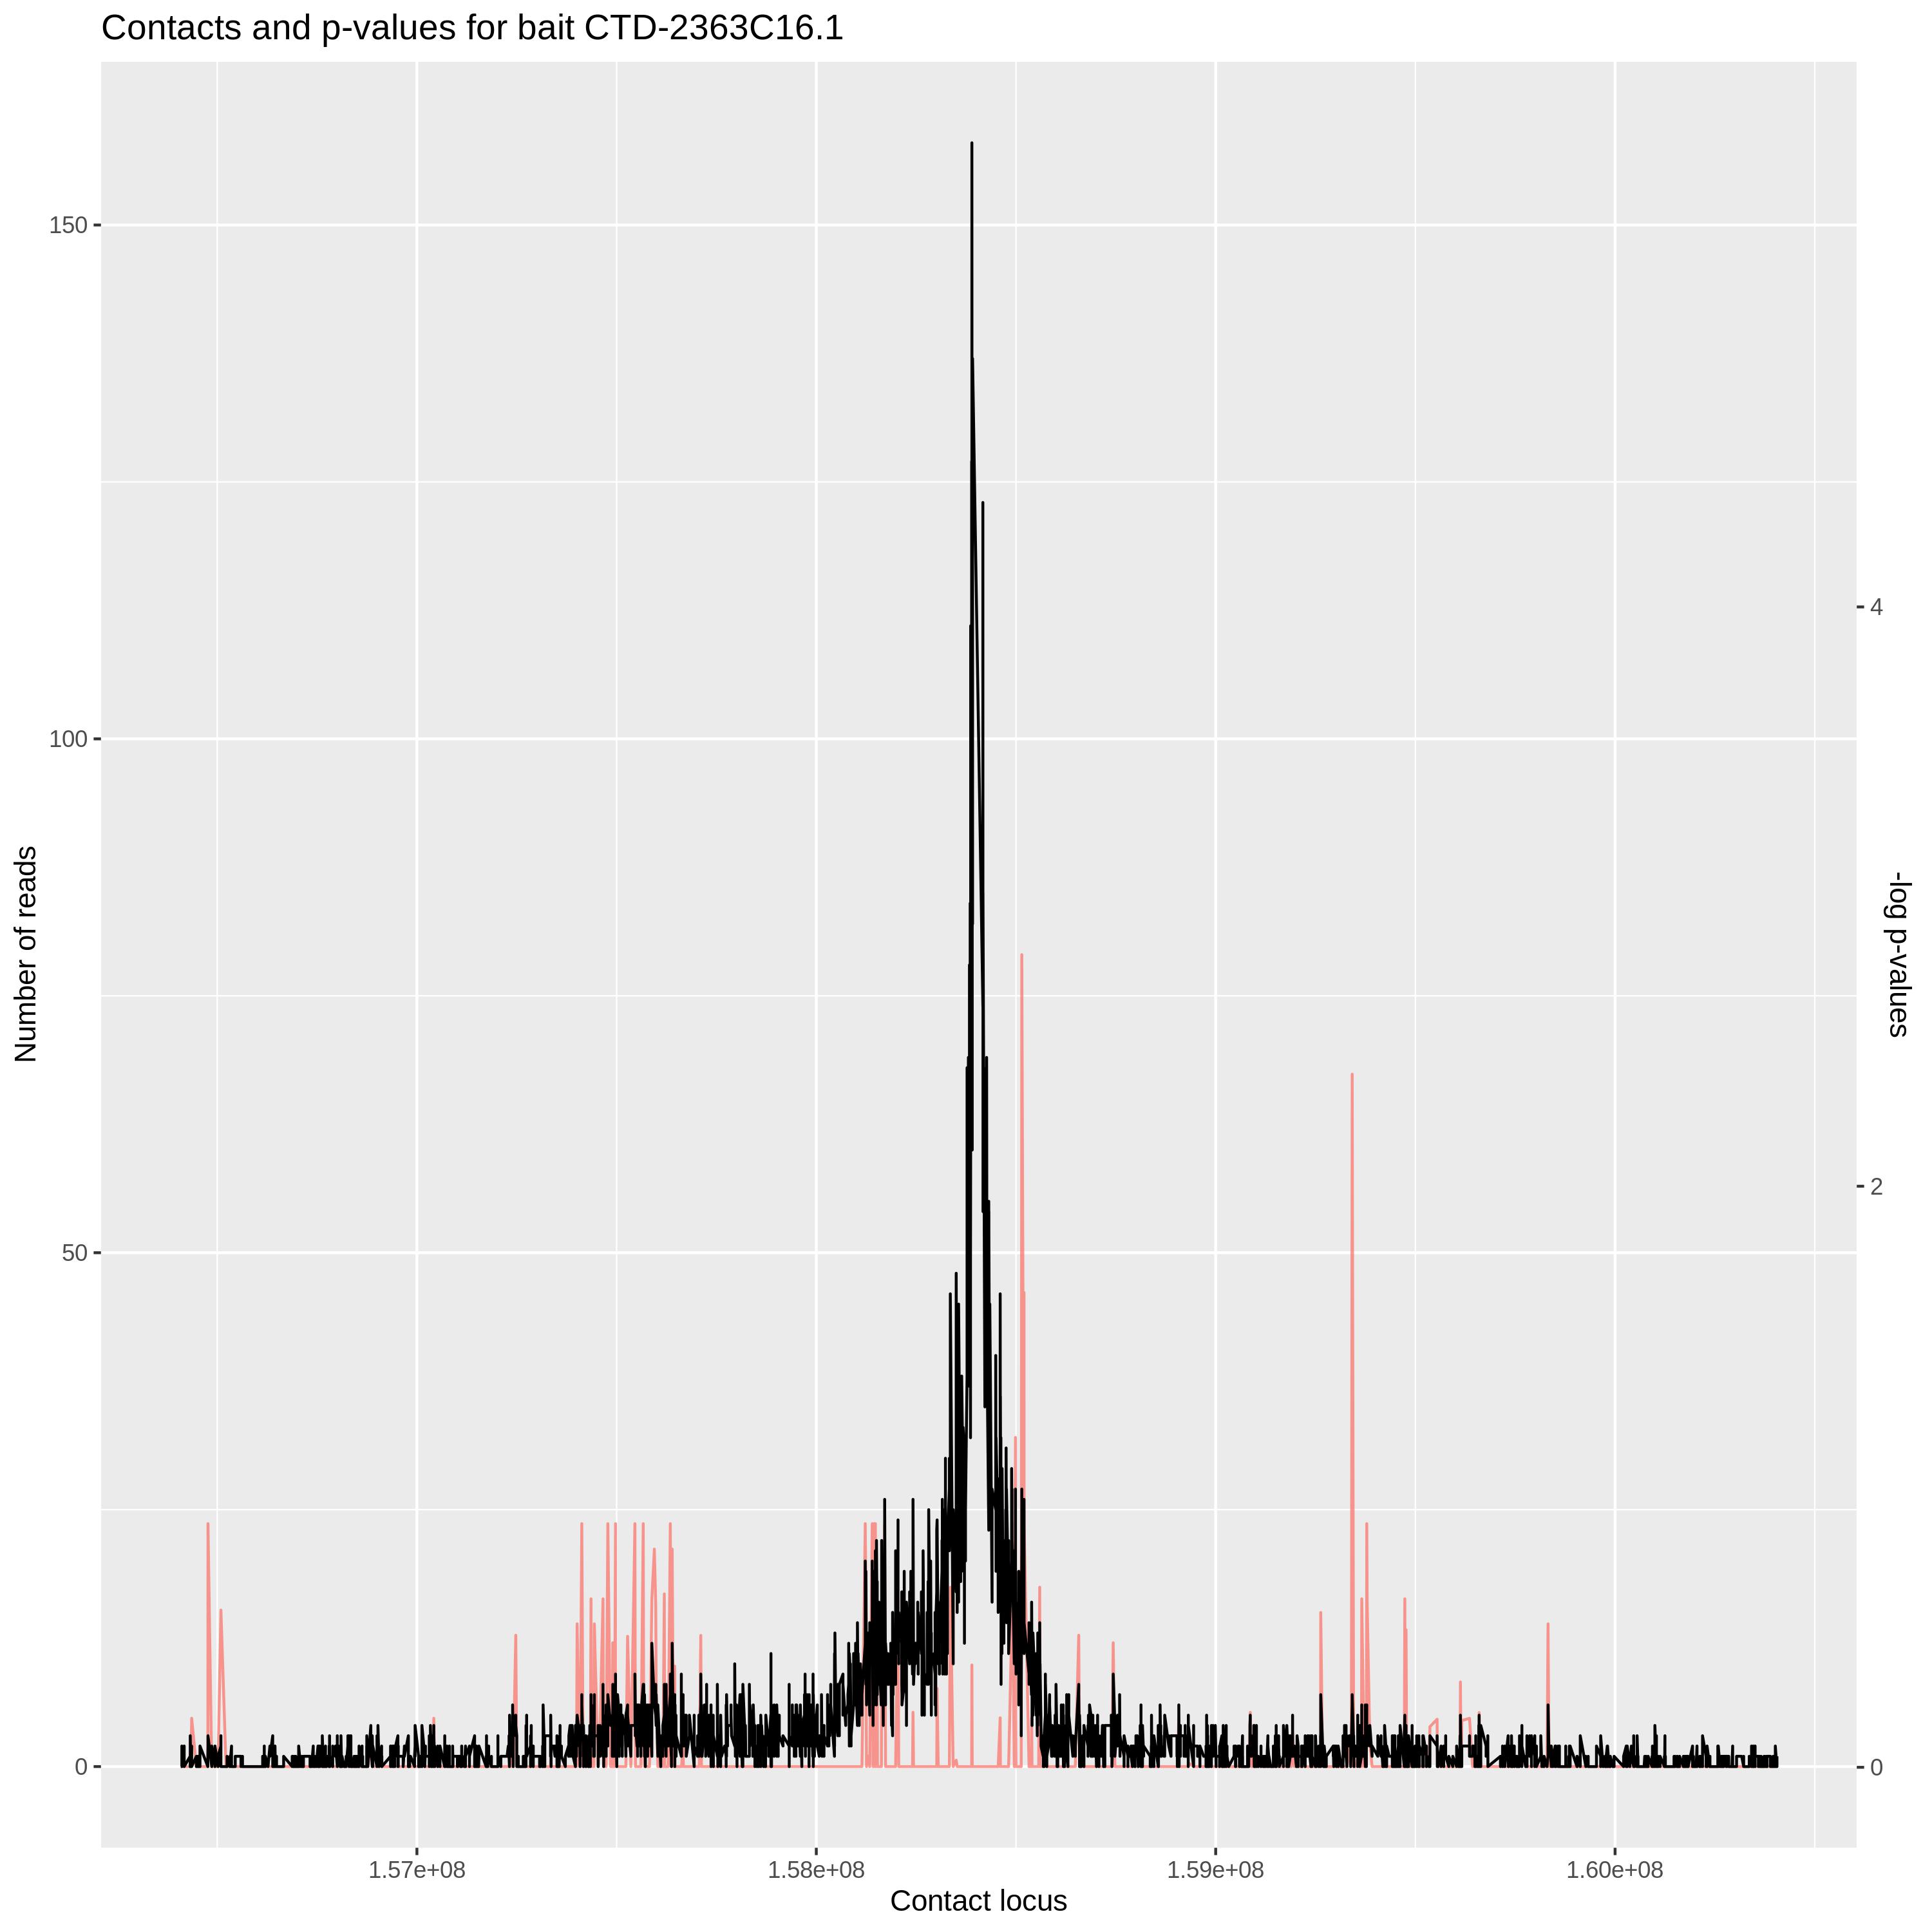 Contacts and p-values for bait CTD-2363C16.1
150
100
50
0
Number of reads
4
2
0
-log p-values
1.57e+08
1.58e+08
1.59e+08
1.60e+08
Contact locus